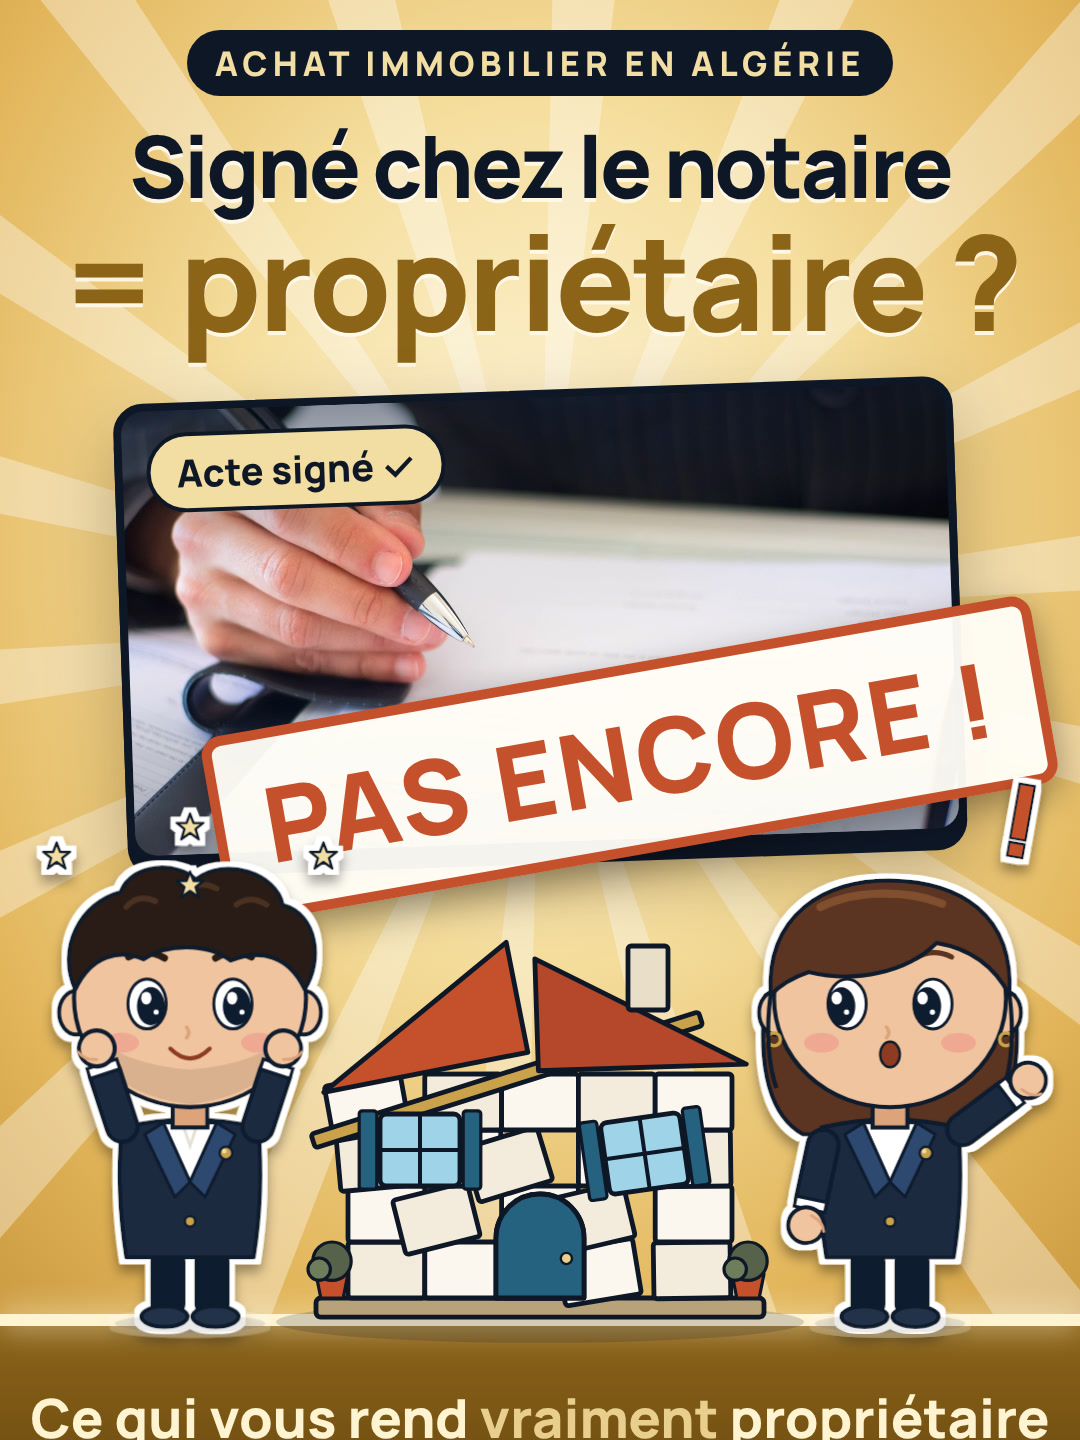 ACHAT IMMOBILIER EN ALGÉRIE
Signé chez le notaire
= propriétaire ?
Acte signé ✓
PAS ENCORE !
!
Ce qui vous rend vraiment propriétaire